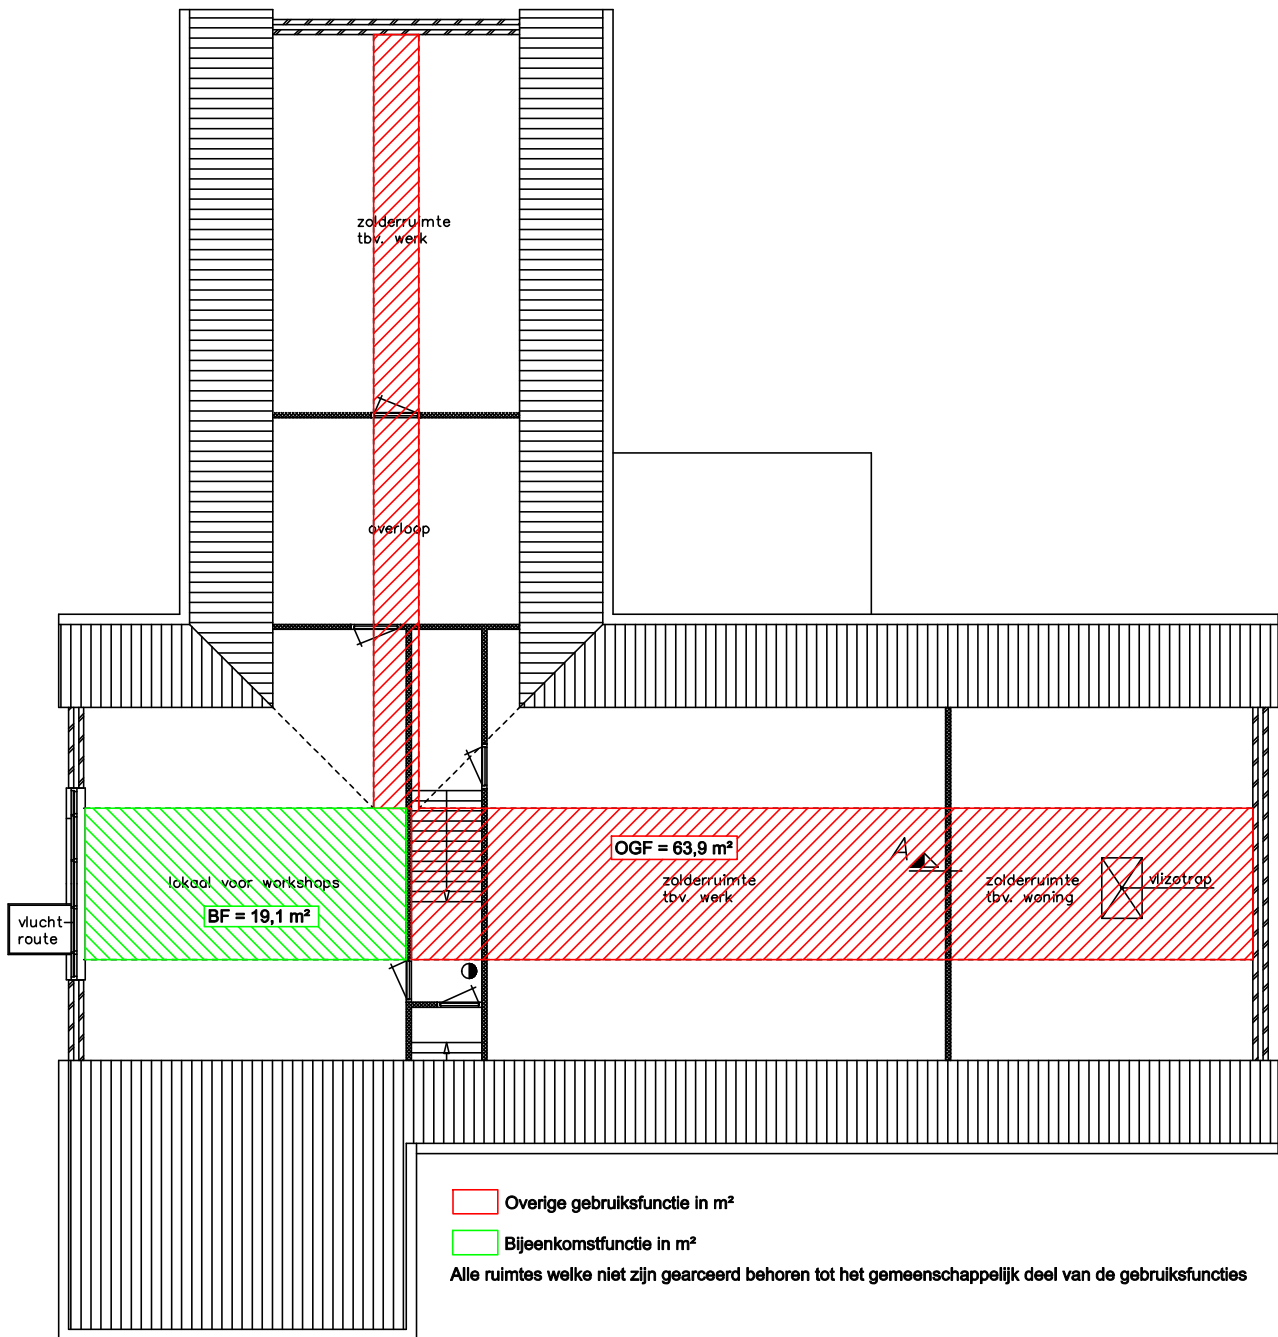 zolderruimte
tbv. werk
overloop
OGF = 63,9 m²
A
zolderruimte
tbv. werk
zolderruimte
tbv. woning
vlizotrap
lokaal voor workshops
BF = 19,1 m²
vlucht-
route
Overige gebruiksfunctie in m²
Bijeenkomstfunctie in m²
Alle ruimtes welke niet zijn gearceerd behoren tot het gemeenschappelijk deel van de gebruiksfuncties